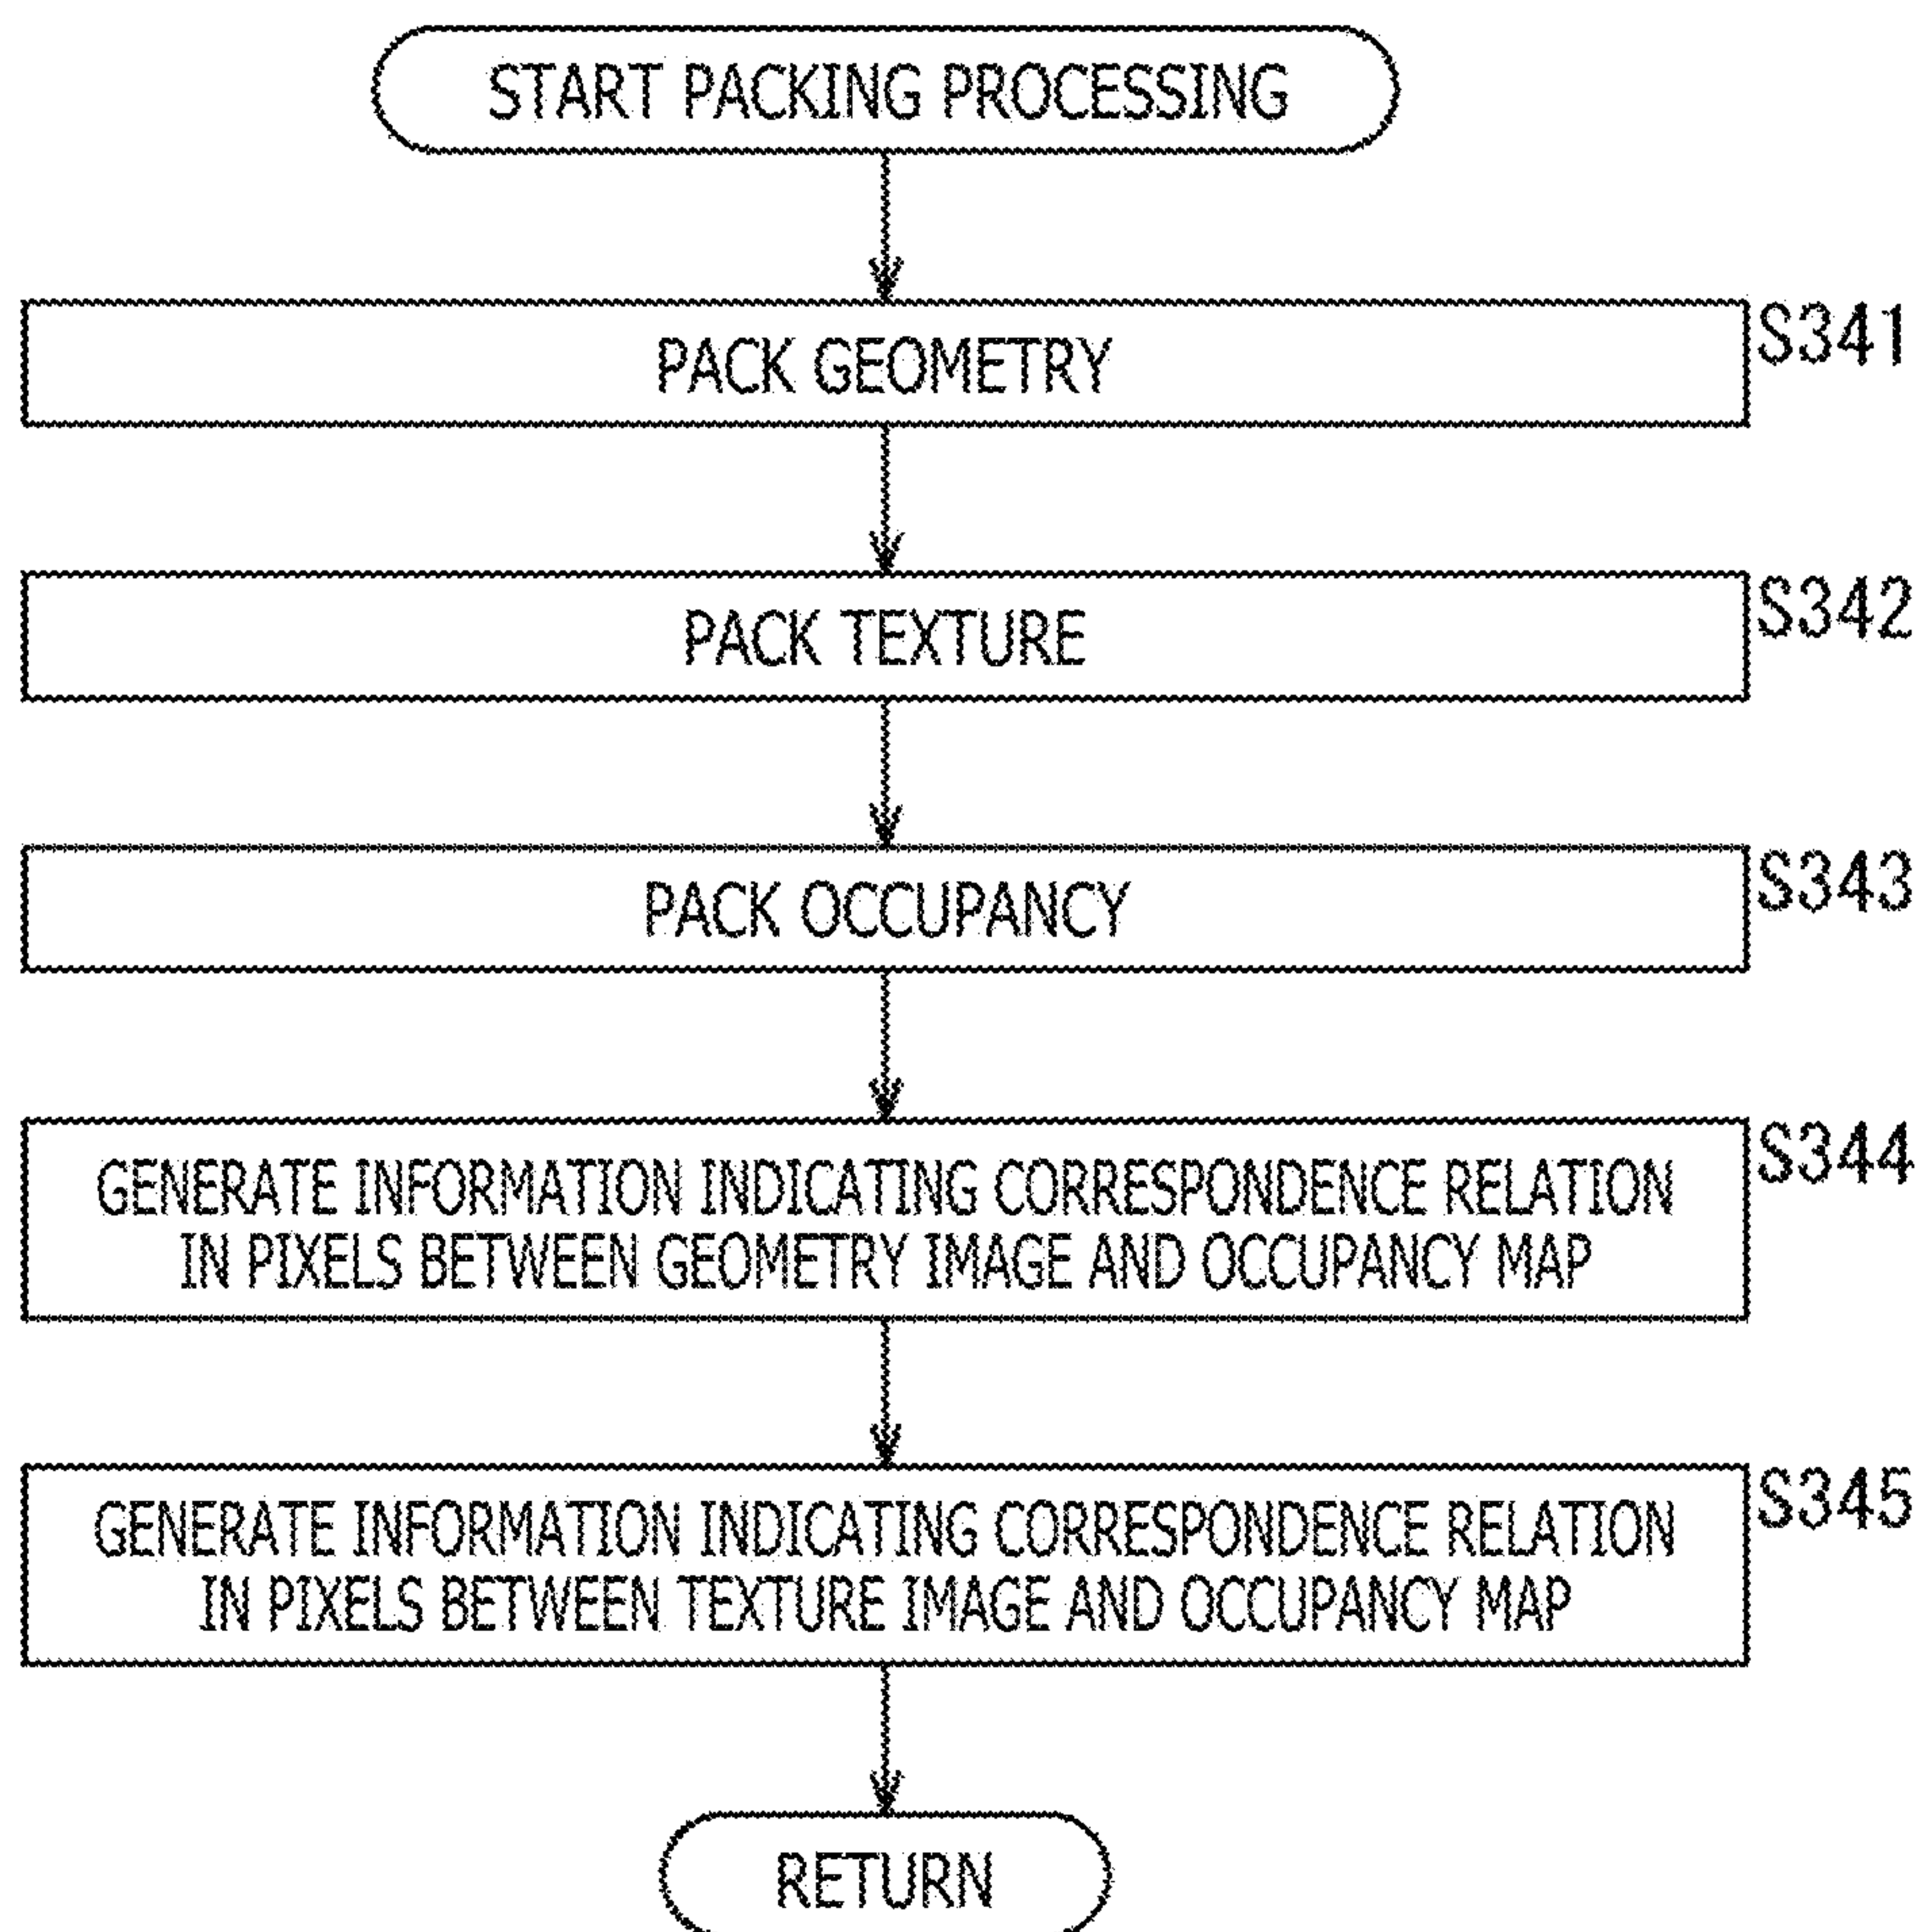 START PACKING PROCESSING
PACK GEOMETRY
S341
PACK TEXTURE
S342
PACK OCCUPANCY
S343
GENERATE INFORMATION INDICATING CORRESPONDENCE RELATION
IN PIXELS BETWEEN GEOMETRY IMAGE AND OCCUPANCY MAP
S344
GENERATE INFORMATION INDICATING CORRESPONDENCE RELATION
IN PIXELS BETWEEN TEXTURE IMAGE AND OCCUPANCY MAP
S345
RETURN